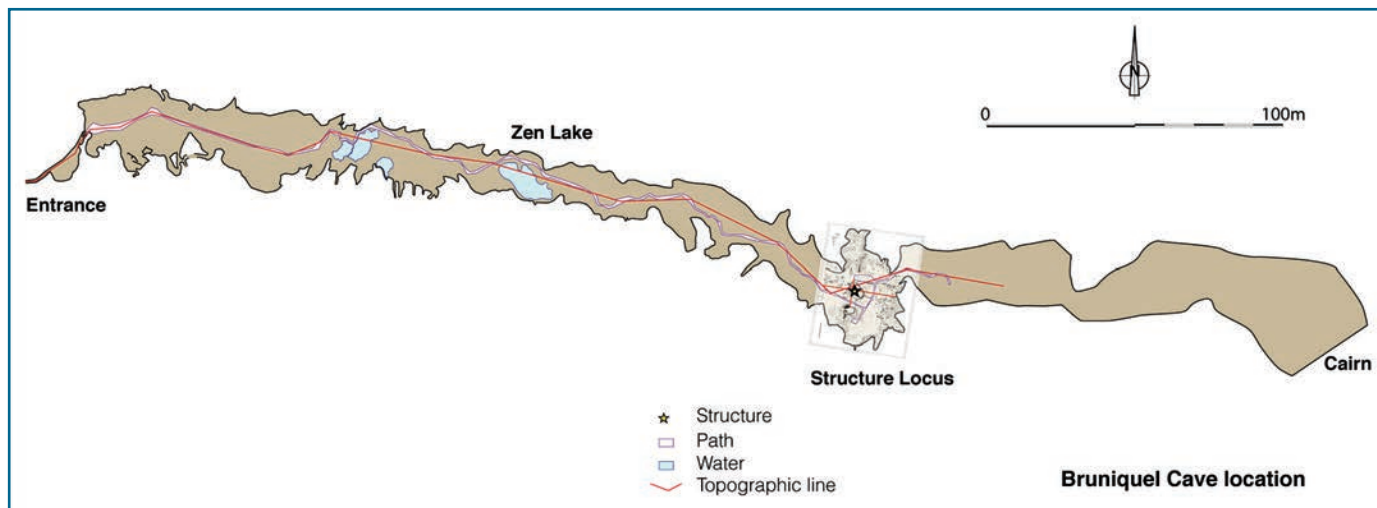 N
0 100m
Zen Lake
Entrance
Structure Locus
Cairn
Structure
Path
Water
Topographic line
Bruniquel Cave location